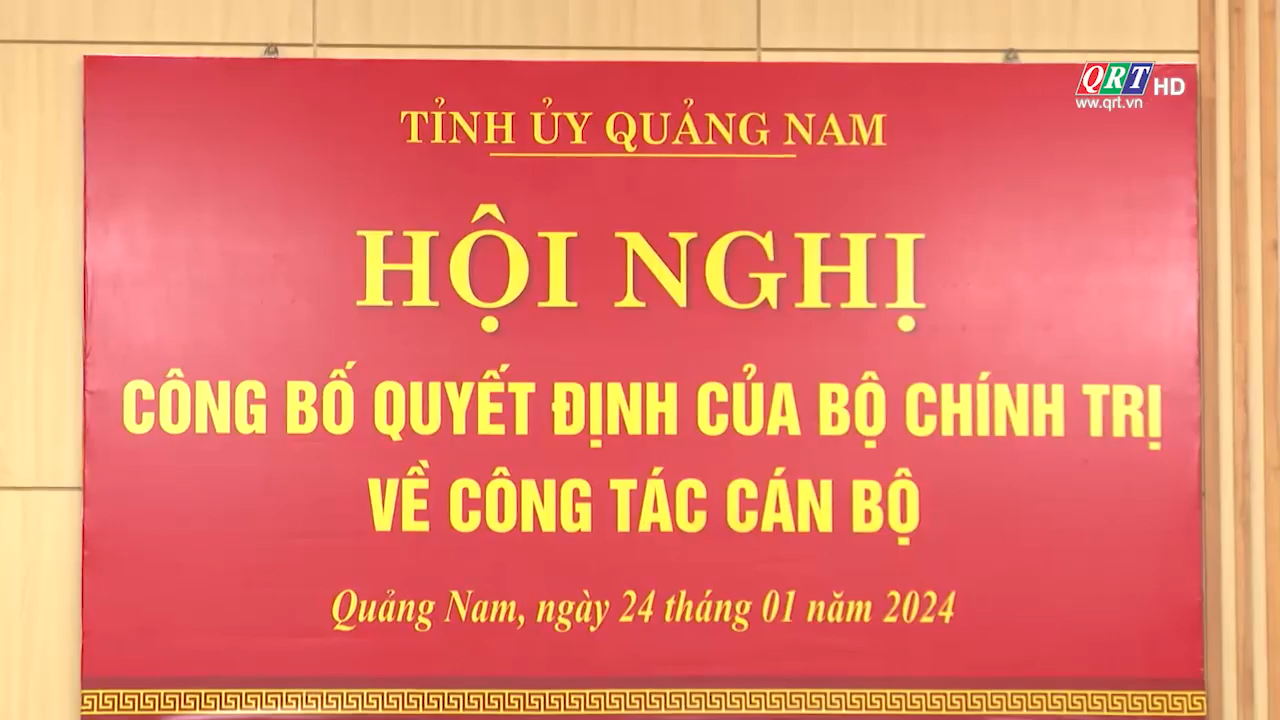 QRT HD
ww.qrt.vn
TỈNH ỦY QUẢNG NAM
HỘI NGHỊ
CÔNG BỐ QUYẾT ĐỊNH CỦA BỘ CHÍNH TRỊ
VỀ CÔNG TÁC CÁN BỘ
Quảng Nam, ngày 24 tháng 01 năm 2024